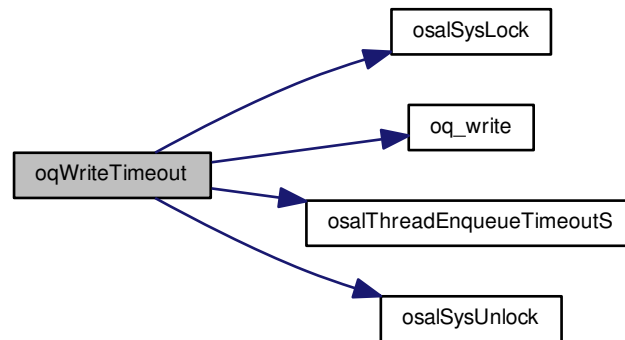 osalSysLock
oq_write
oqWriteTimeout
osalThreadEnqueueTimeoutS
osalSysUnlock